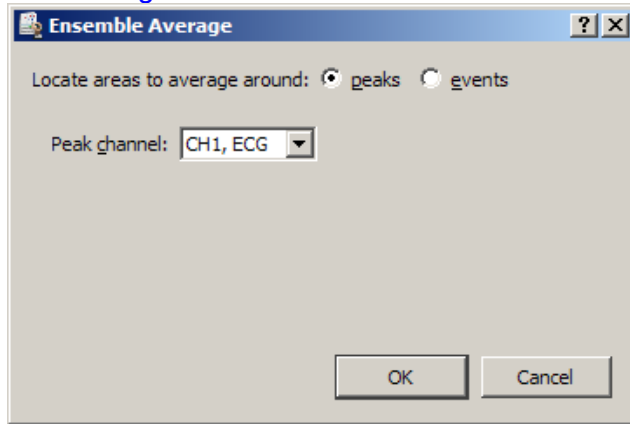 Ensemble Average
Locate areas to average around: peaks events
Peak channel: CH1, ECG
OK Cancel